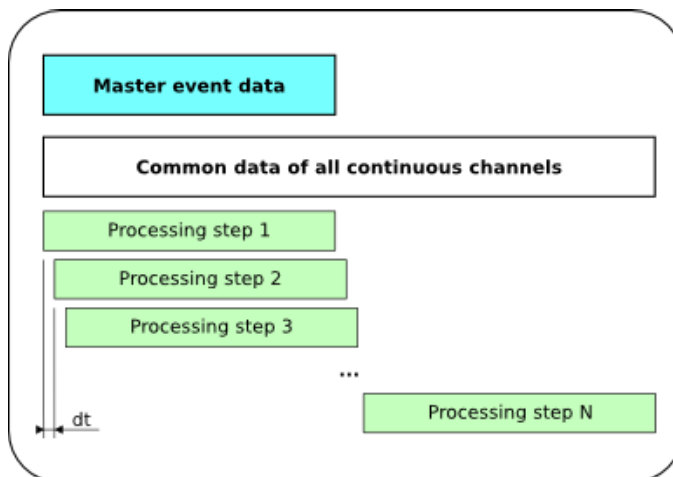 Master event data
Common data of all continuous channels
Processing step 1
Processing step 2
Processing step 3
...
Processing step N
dt